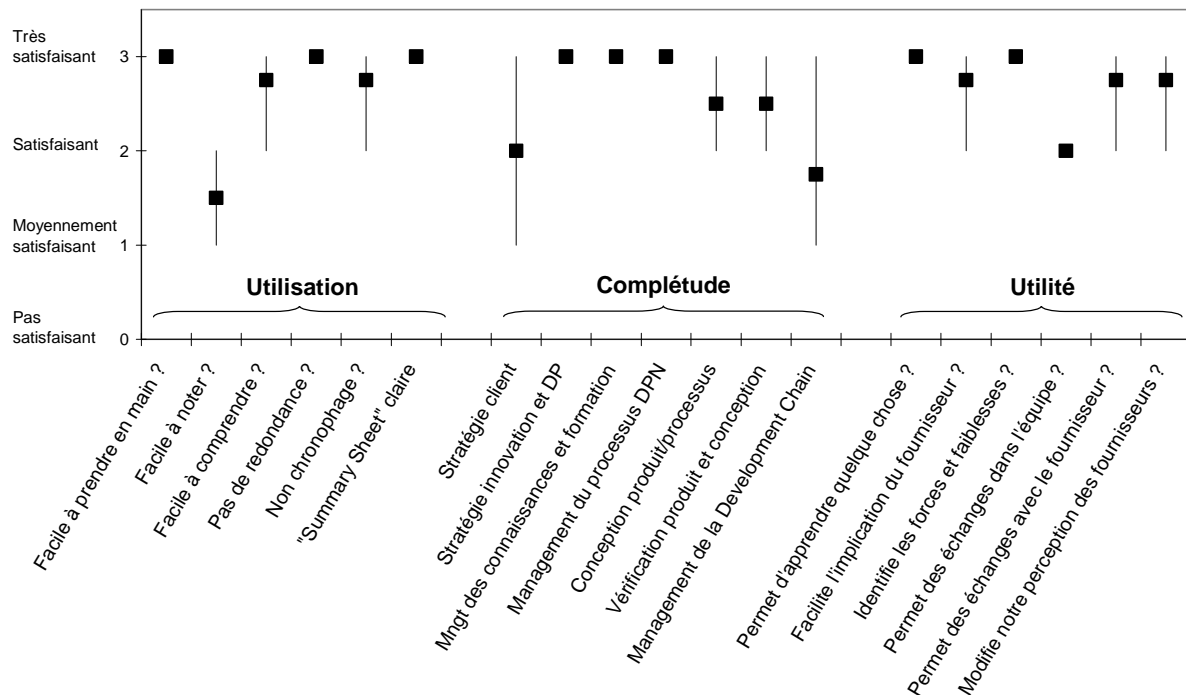 Très
satisfaisant
3
Satisfaisant
2
Moyennement
satisfaisant
1
Pas
satisfaisant
0
Utilisation
Complétude
Utilité
Facile à prendre en main ?
Facile à noter ?
Facile à comprendre ?
Pas de redondance ?
Non chronophage ?
"Summary Sheet" claire
Stratégie client
Stratégie innovation et DP
Mngt des connaissances et formation
Management du processus DPN
Conception produit/processus
Vérification produit et conception
Management de la Development Chain
Permet d'apprendre quelque chose ?
Facilite l'implication du fournisseur ?
Identifie les forces et faiblesses ?
Permet des échanges dans l'équipe ?
Permet des échanges avec le fournisseur ?
Modifie notre perception des fournisseurs ?